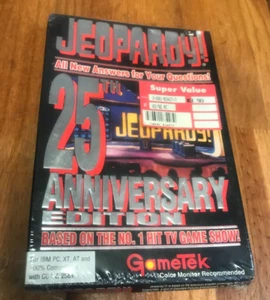 JEOPARDY!
All New Answers for Your Questions!
Super Value
25TH
JEOPARDY!
ANNIVERSARY
EDITION
BASED ON THE NO. 1 HIT TV GAME SHOW!
For IBM PC, XT, AT and
100%
GameTek
Color Monitor Recommended